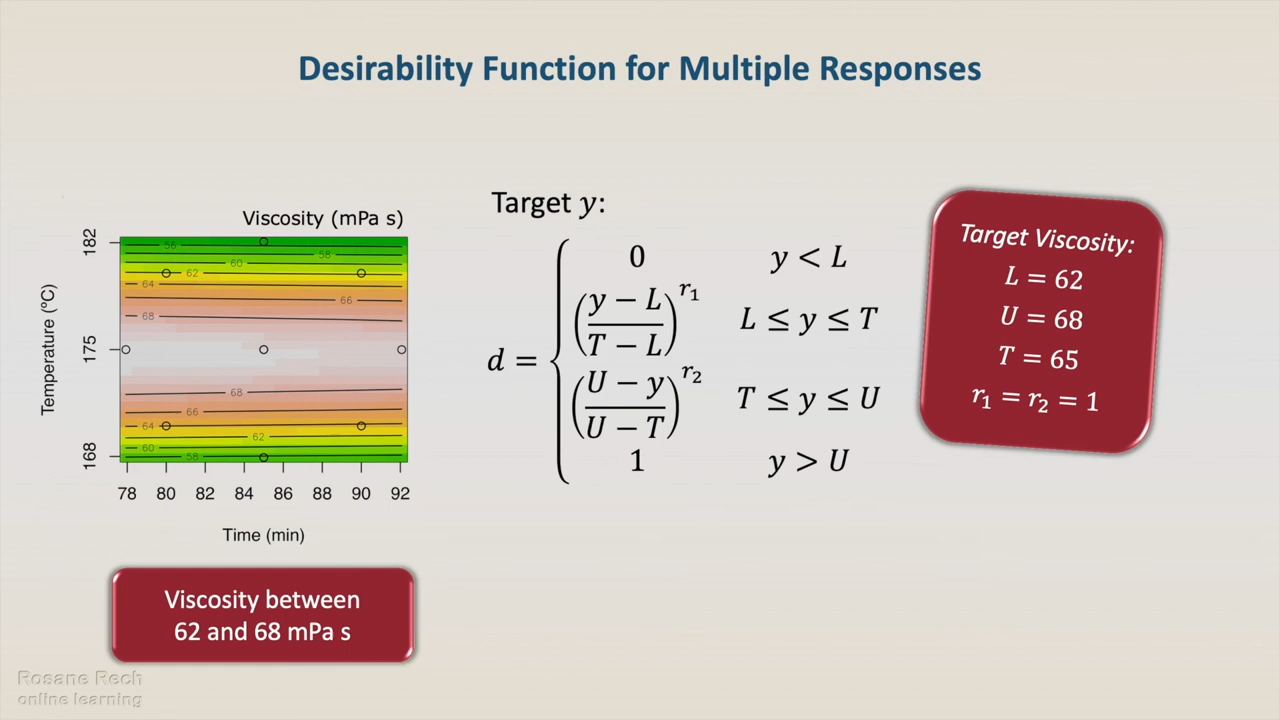 Desirability Function for Multiple Responses
Viscosity (mPa s)
Temperature (ºC)
182
175
168
56
58
60
62
64
66
68
68
66
64
62
60
58
78 80 82 84 86 88 90 92
Time (min)
Viscosity between
62 and 68 mPa s
Target y:
d = { 0 y < L
((y − L)/(T − L))^r₁ L ≤ y ≤ T
((U − y)/(U − T))^r₂ T ≤ y ≤ U
1 y > U
Target Viscosity:
L = 62
U = 68
T = 65
r₁ = r₂ = 1
Rosane Rech
online learning